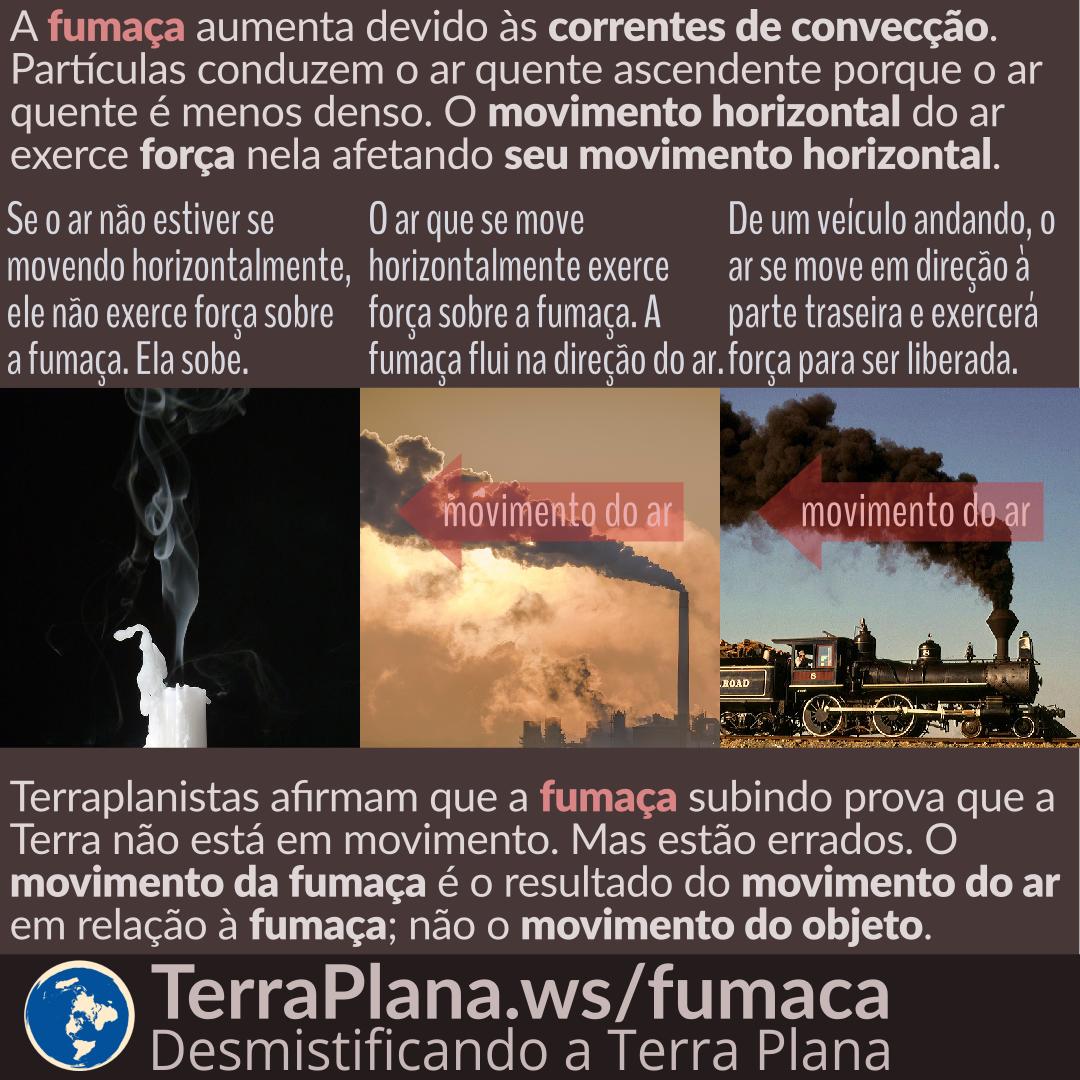 A fumaça aumenta devido às correntes de convecção.
Partículas conduzem o ar quente ascendente porque o ar
quente é menos denso. O movimento horizontal do ar
exerce força nela afetando seu movimento horizontal.
Se o ar não estiver se
movendo horizontalmente,
ele não exerce força sobre
a fumaça. Ela sobe.
O ar que se move
horizontalmente exerce
força sobre a fumaça. A
fumaça flui na direção do ar.
De um veículo andando, o
ar se move em direção à
parte traseira e exercerá
força para ser liberada.
movimento do ar
movimento do ar
ROAD
Terraplanistas afirmam que a fumaça subindo prova que a
Terra não está em movimento. Mas estão errados. O
movimento da fumaça é o resultado do movimento do ar
em relação à fumaça; não o movimento do objeto.
TerraPlana.ws/fumaca
Desmistificando a Terra Plana